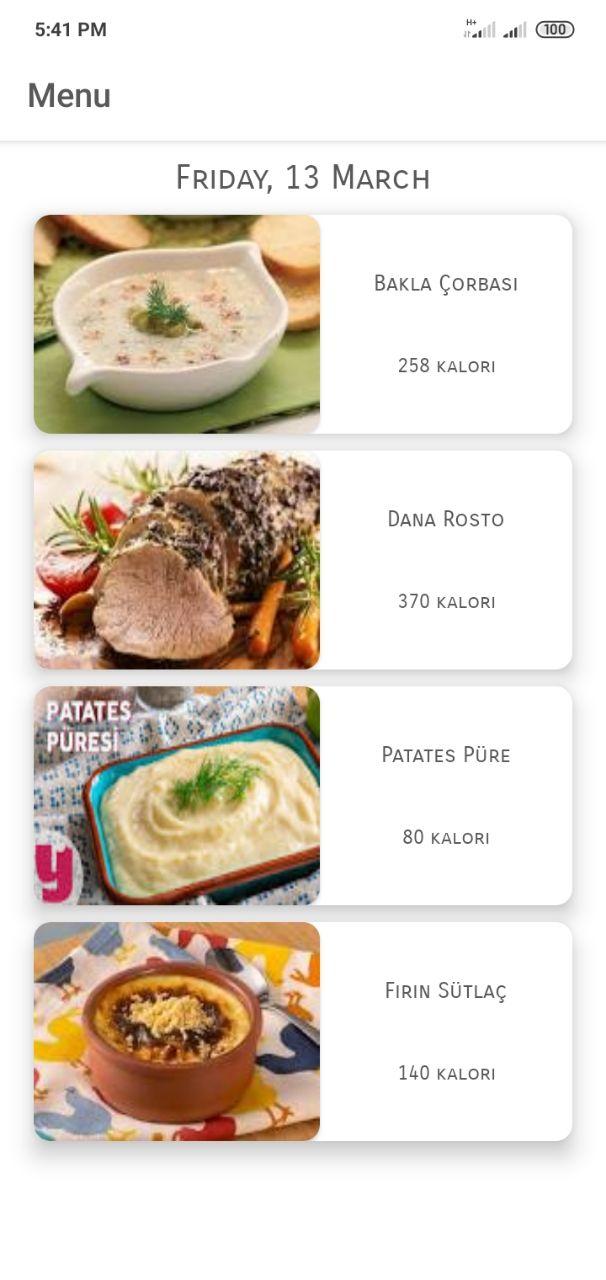 5:41 PM
H+
100
Menu
Friday, 13 March
Bakla Çorbası
258 kalori
Dana Rosto
370 kalori
PATATES
PÜRESİ
y
Patates Püre
80 kalori
Fırın Sütlaç
140 kalori